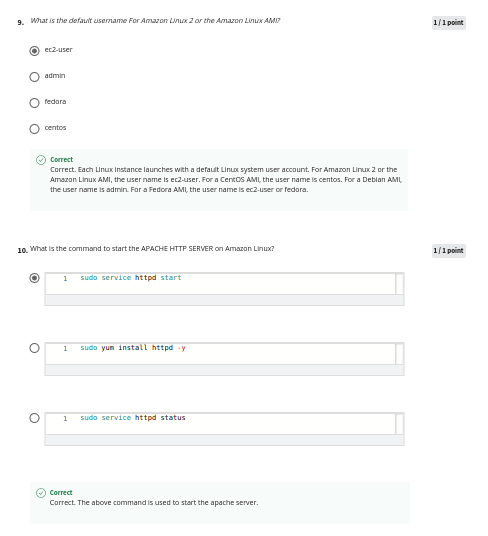 9. What is the default username For Amazon Linux 2 or the Amazon Linux AMI?
1 / 1 point
ec2-user
admin
fedora
centos
Correct
Correct. Each Linux instance launches with a default Linux system user account. For Amazon Linux 2 or the
Amazon Linux AMI, the user name is ec2-user. For a CentOS AMI, the user name is centos. For a Debian AMI,
the user name is admin. For a Fedora AMI, the user name is ec2-user or fedora.
10. What is the command to start the APACHE HTTP SERVER on Amazon Linux?
1 / 1 point
1 sudo service httpd start
1 sudo yum install httpd -y
1 sudo service httpd status
Correct
Correct. The above command is used to start the apache server.